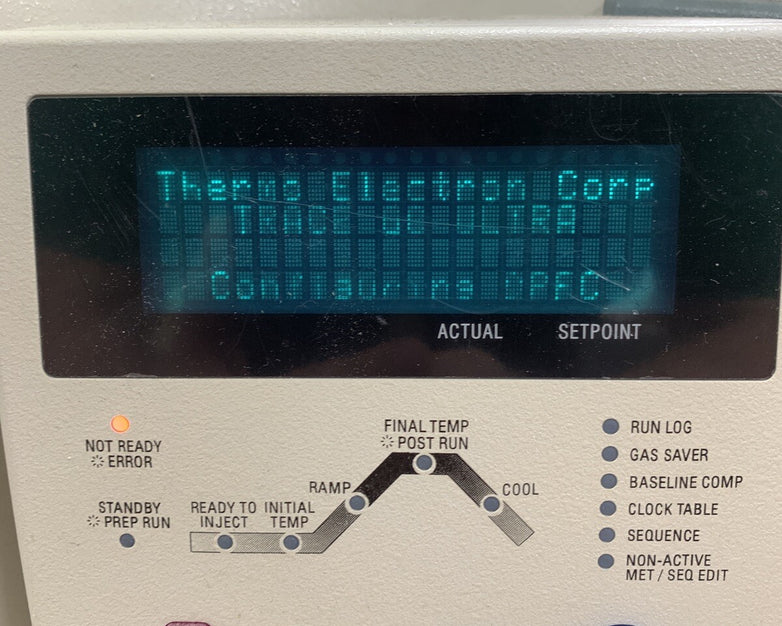 Thermo Electron Corp
TRACE GC ULTRA
Configuring DPFC
ACTUAL SETPOINT
NOT READY
ERROR
STANDBY
PREP RUN
READY TO
INJECT
INITIAL
TEMP
RAMP
FINAL TEMP
POST RUN
COOL
RUN LOG
GAS SAVER
BASELINE COMP
CLOCK TABLE
SEQUENCE
NON-ACTIVE
MET / SEQ EDIT